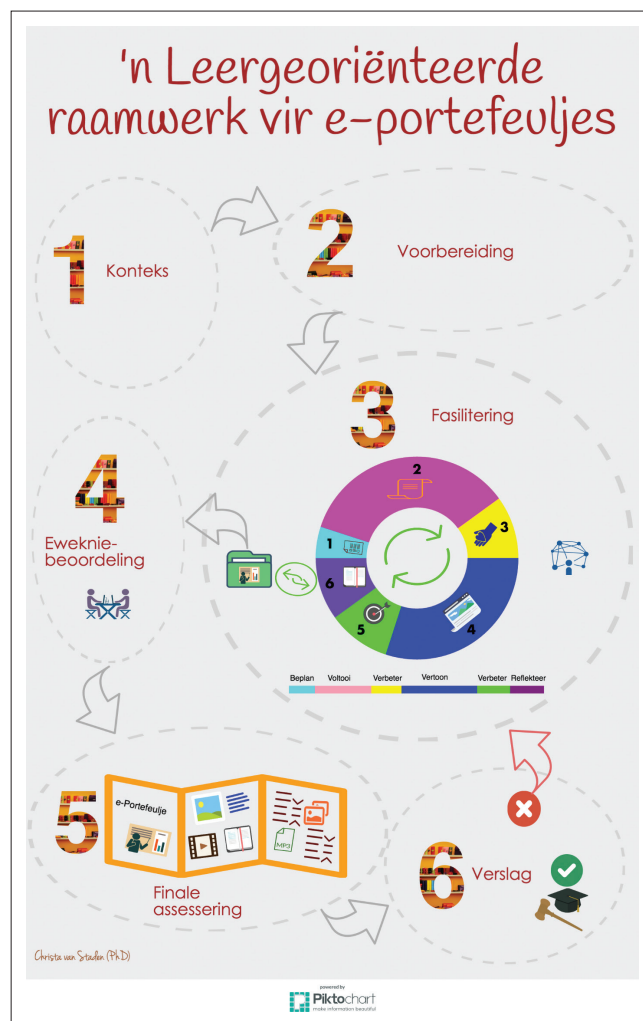 'n Leergeoriënteerde
raamwerk vir e-portefeuljes
1
Konteks
2
Voorbereiding
3
Fasilitering
2
3
1
6
5
4
Beplan Voltooi Verbeter Vertoon Verbeter Reflekteer
4
Eweknie-
beoordeling
5
e-Portefeulje
MP3
Finale
assessering
6
Verslag
Christa van Staden (PhD)
powered by
Piktochart
make information beautiful